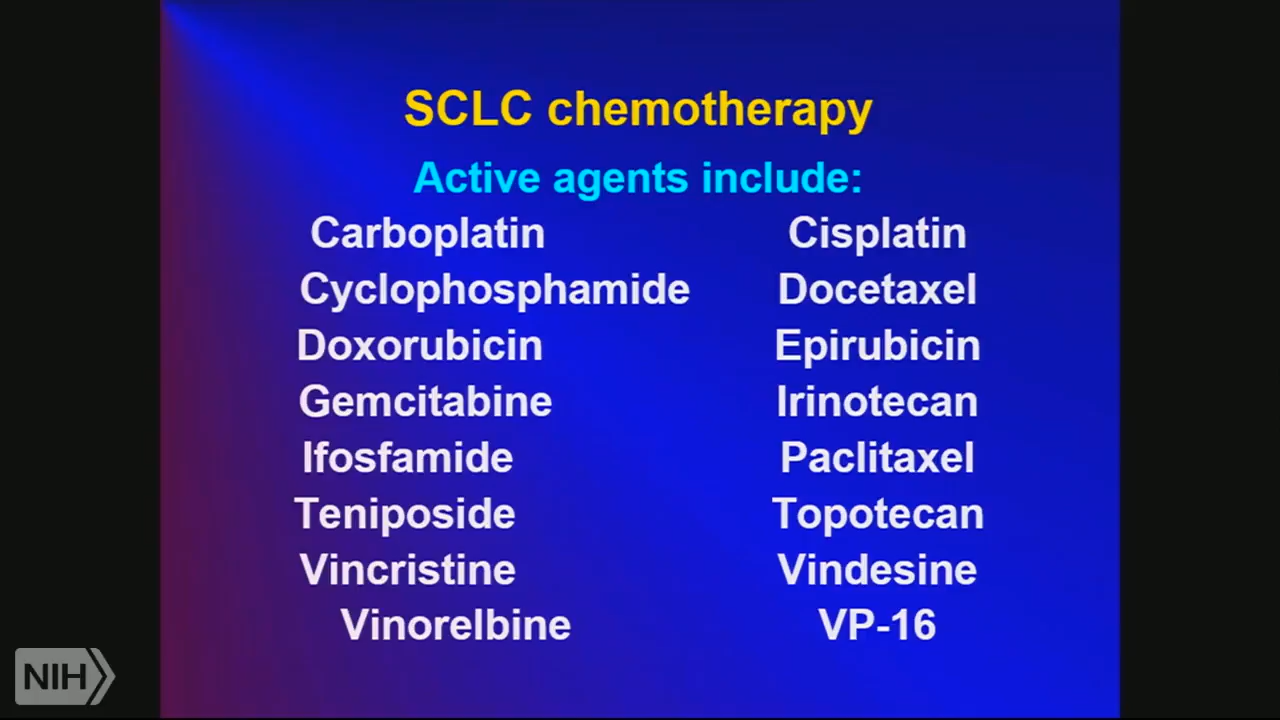 SCLC chemotherapy
Active agents include:
Carboplatin Cisplatin
Cyclophosphamide Docetaxel
Doxorubicin Epirubicin
Gemcitabine Irinotecan
Ifosfamide Paclitaxel
Teniposide Topotecan
Vincristine Vindesine
Vinorelbine VP-16
NIH